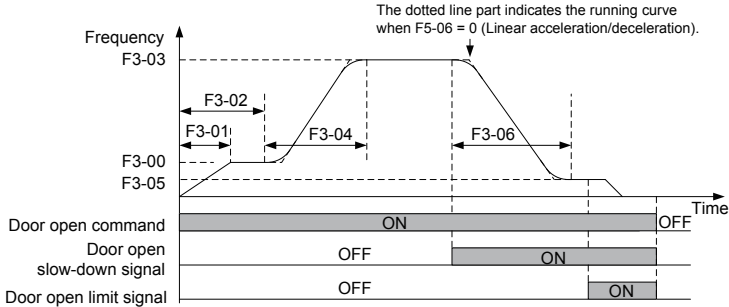 The dotted line part indicates the running curve
when F5-06 = 0 (Linear acceleration/deceleration).
Frequency
F3-03
F3-02
F3-01
F3-04
F3-06
F3-00
F3-05
Time
Door open command
ON
OFF
Door open
slow-down signal
OFF
ON
Door open limit signal
OFF
ON